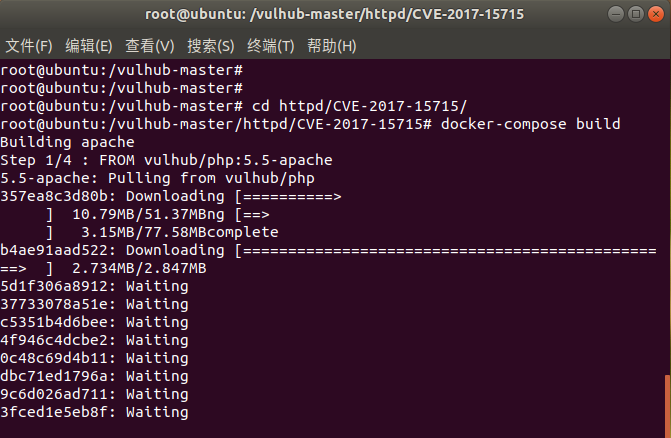 root@ubuntu: /vulhub-master/httpd/CVE-2017-15715
文件(F) 编辑(E) 查看(V) 搜索(S) 终端(T) 帮助(H)
root@ubuntu:/vulhub-master#
root@ubuntu:/vulhub-master#
root@ubuntu:/vulhub-master# cd httpd/CVE-2017-15715/
root@ubuntu:/vulhub-master/httpd/CVE-2017-15715# docker-compose build
Building apache
Step 1/4 : FROM vulhub/php:5.5-apache
5.5-apache: Pulling from vulhub/php
357ea8c3d80b: Downloading [==========>
] 10.79MB/51.37MBng [==>
] 3.15MB/77.58MBcomplete
b4ae91aad522: Downloading [==============================================
==> ] 2.734MB/2.847MB
5d1f306a8912: Waiting
37733078a51e: Waiting
c5351b4d6bee: Waiting
4f946c4dcbe2: Waiting
0c48c69d4b11: Waiting
dbc71ed1796a: Waiting
9c6d026ad711: Waiting
3fced1e5eb8f: Waiting